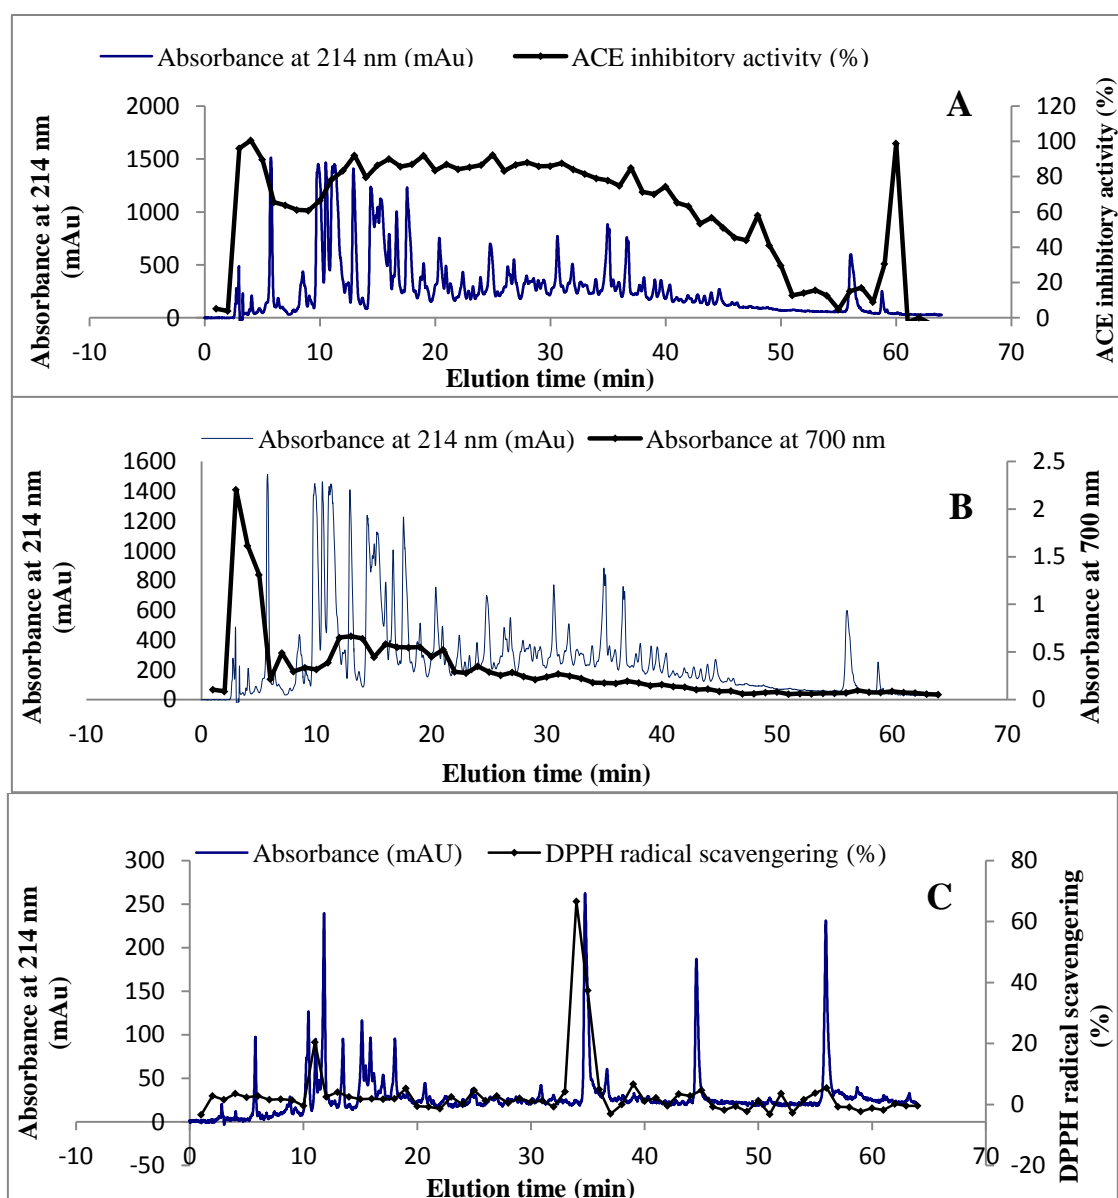 Absorbance at 214 nm (mAu) ACE inhibitory activity (%)
A
Absorbance at 214 nm
(mAu)
2000
1500
1000
500
0
120
100
80
60
40
20
0
ACE inhibitory activity (%)
-10 0 10 20 30 40 50 60 70
Elution time (min)
Absorbance at 214 nm (mAu) Absorbance at 700 nm
B
Absorbance at 214 nm
(mAu)
1600
1400
1200
1000
800
600
400
200
0
2.5
2
1.5
1
0.5
0
Absorbance at 700 nm
-10 0 10 20 30 40 50 60 70
Elution time (min)
Absorbance (mAU) DPPH radical scavengering (%)
C
Absorbance at 214 nm
(mAu)
300
250
200
150
100
50
0
-50
80
60
40
20
0
-20
DPPH radical scavengering
(%)
-10 0 10 20 30 40 50 60 70
Elution time (min)